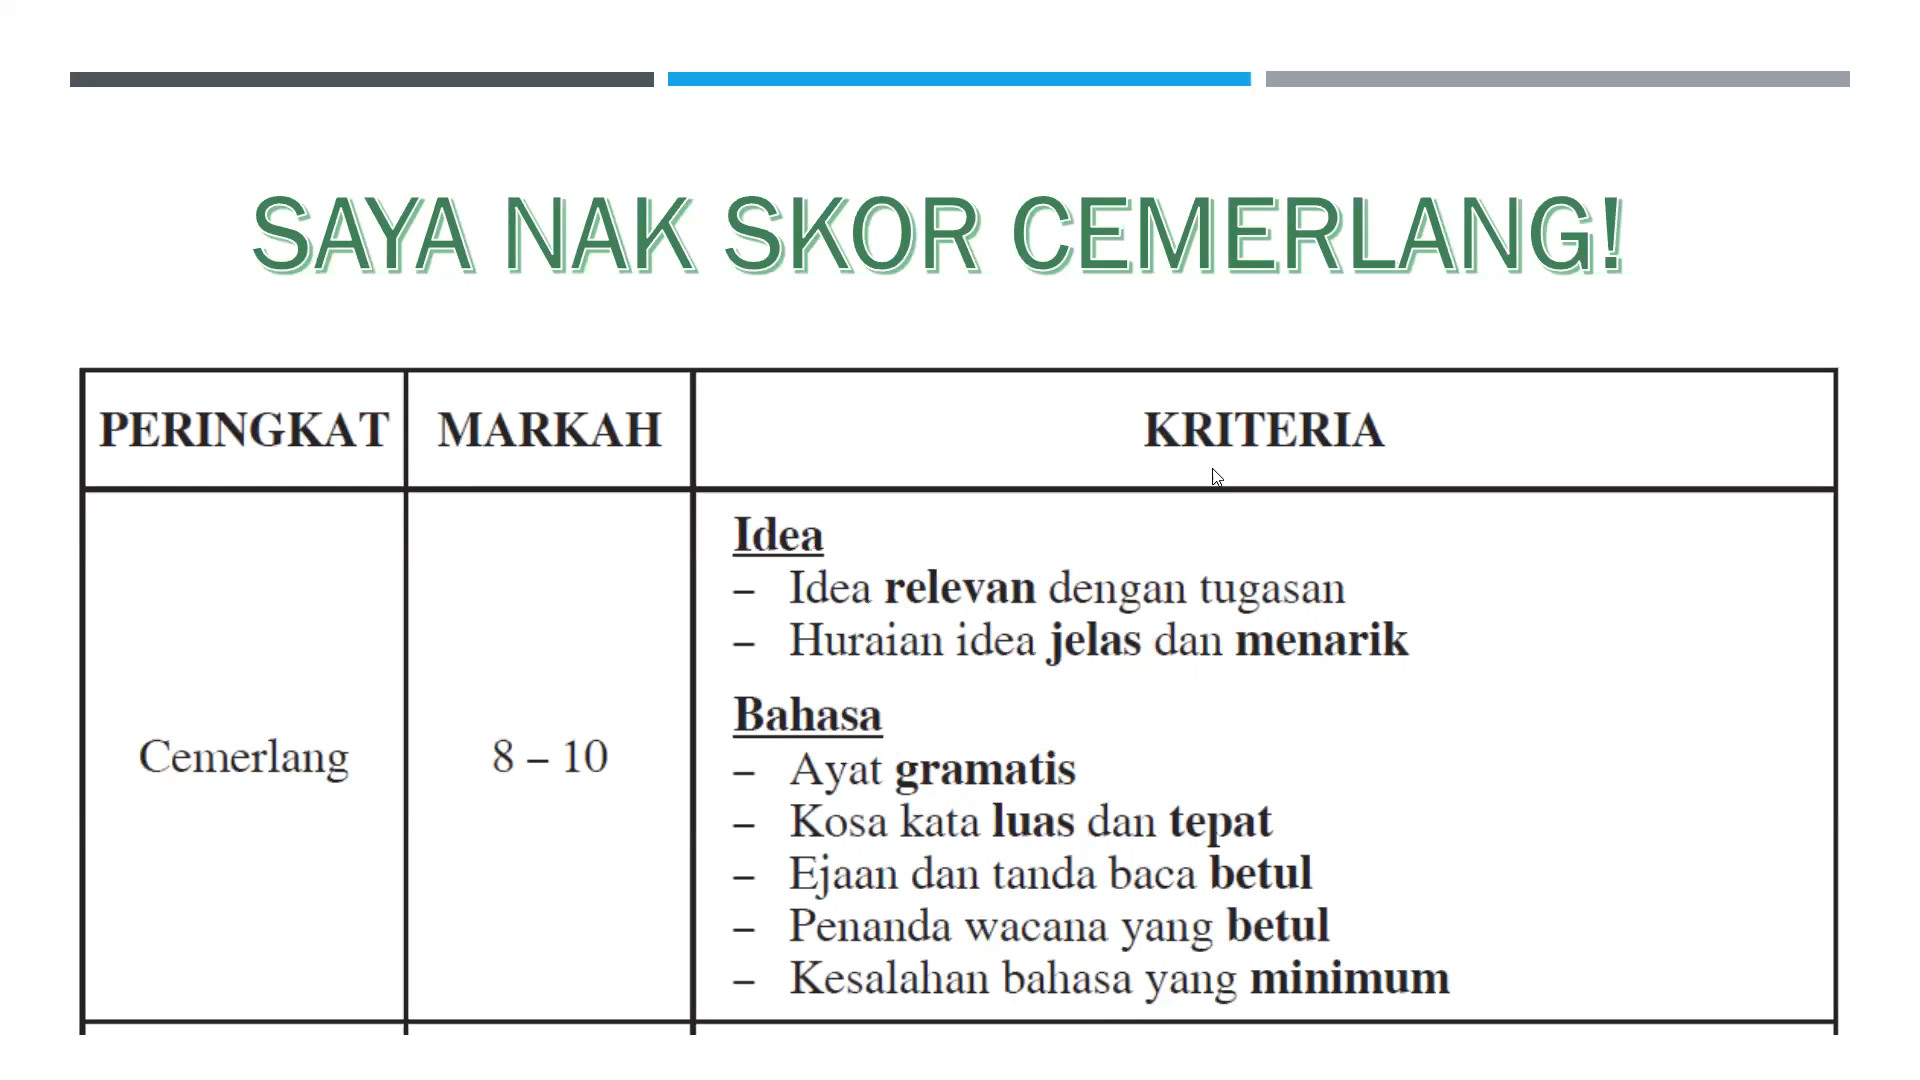 SAYA NAK SKOR CEMERLANG!
PERINGKAT MARKAH KRITERIA
Cemerlang
8 – 10
Idea
– Idea relevan dengan tugasan
– Huraian idea jelas dan menarik
Bahasa
– Ayat gramatis
– Kosa kata luas dan tepat
– Ejaan dan tanda baca betul
– Penanda wacana yang betul
– Kesalahan bahasa yang minimum